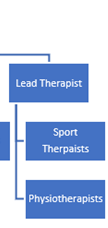 Lead Therapist
Sport
Therpaists
Physiotherapists